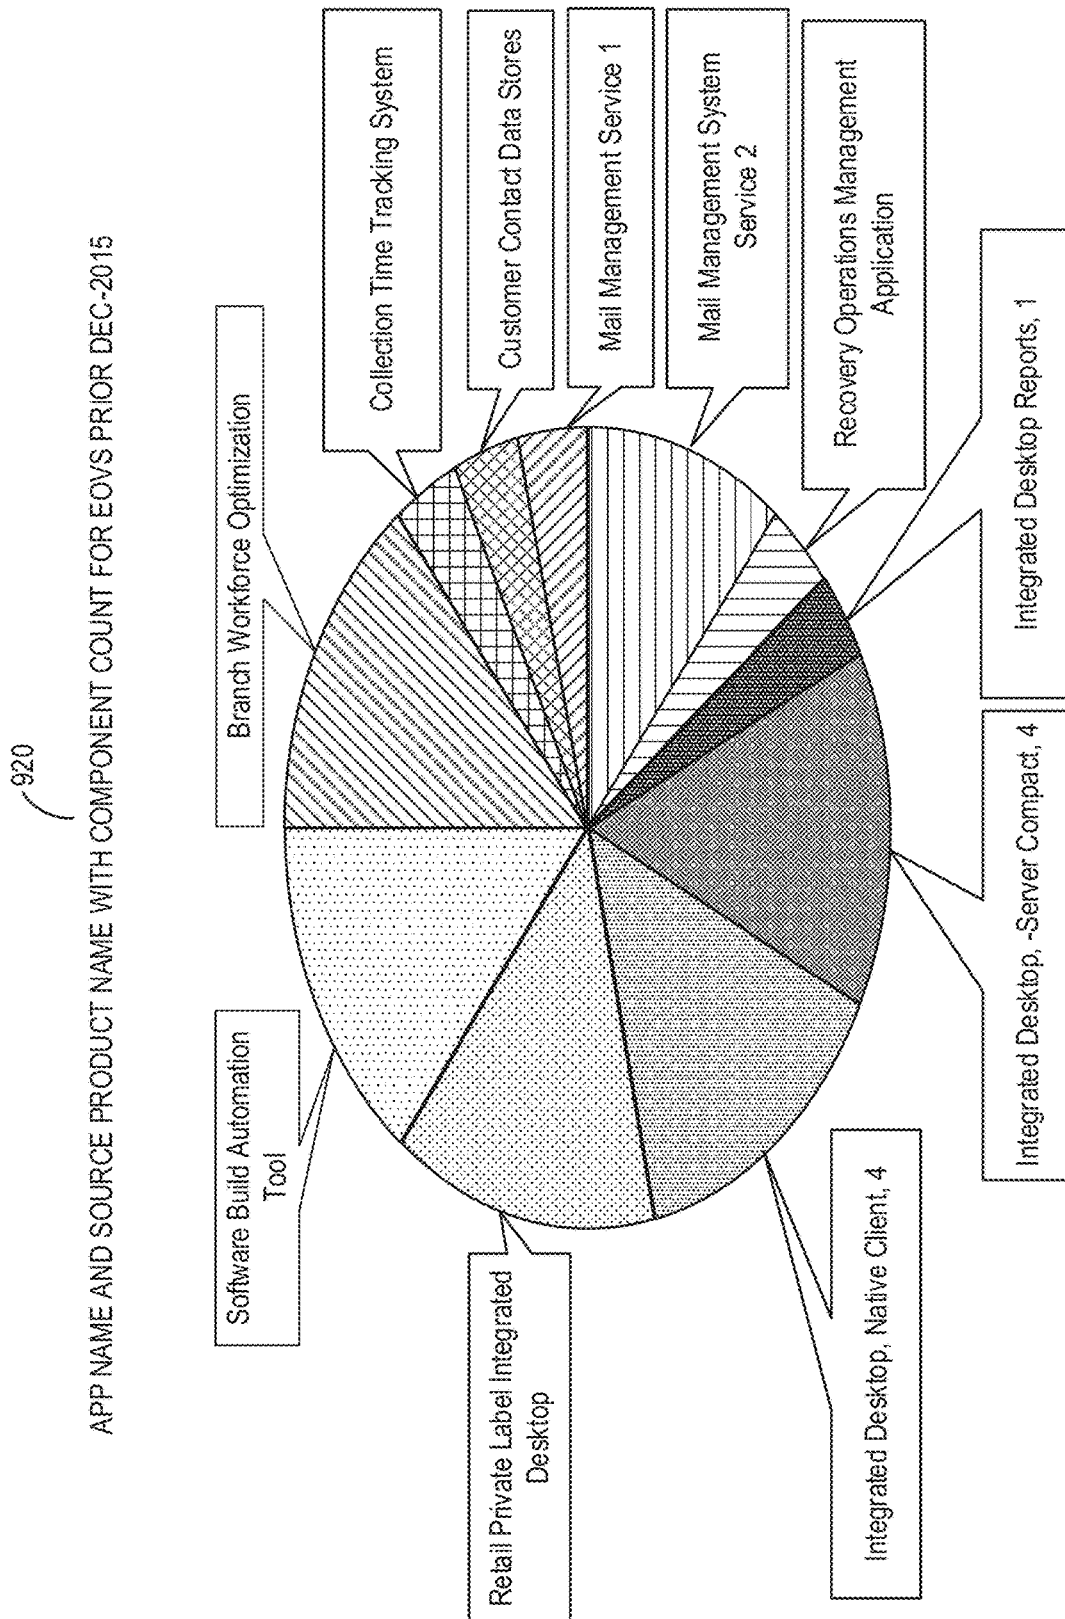 920
APP NAME AND SOURCE PRODUCT NAME WITH COMPONENT COUNT FOR EOVS PRIOR DEC-2015
Software Build Automation
Tool
Branch Workforce Optimization
Collection Time Tracking System
Customer Contact Data Stores
Mail Management Service 1
Mail Management System
Service 2
Recovery Operations Management
Application
Integrated Desktop Reports, 1
Integrated Desktop, -Server Compact, 4
Integrated Desktop, Native Client, 4
Retail Private Label Integrated
Desktop